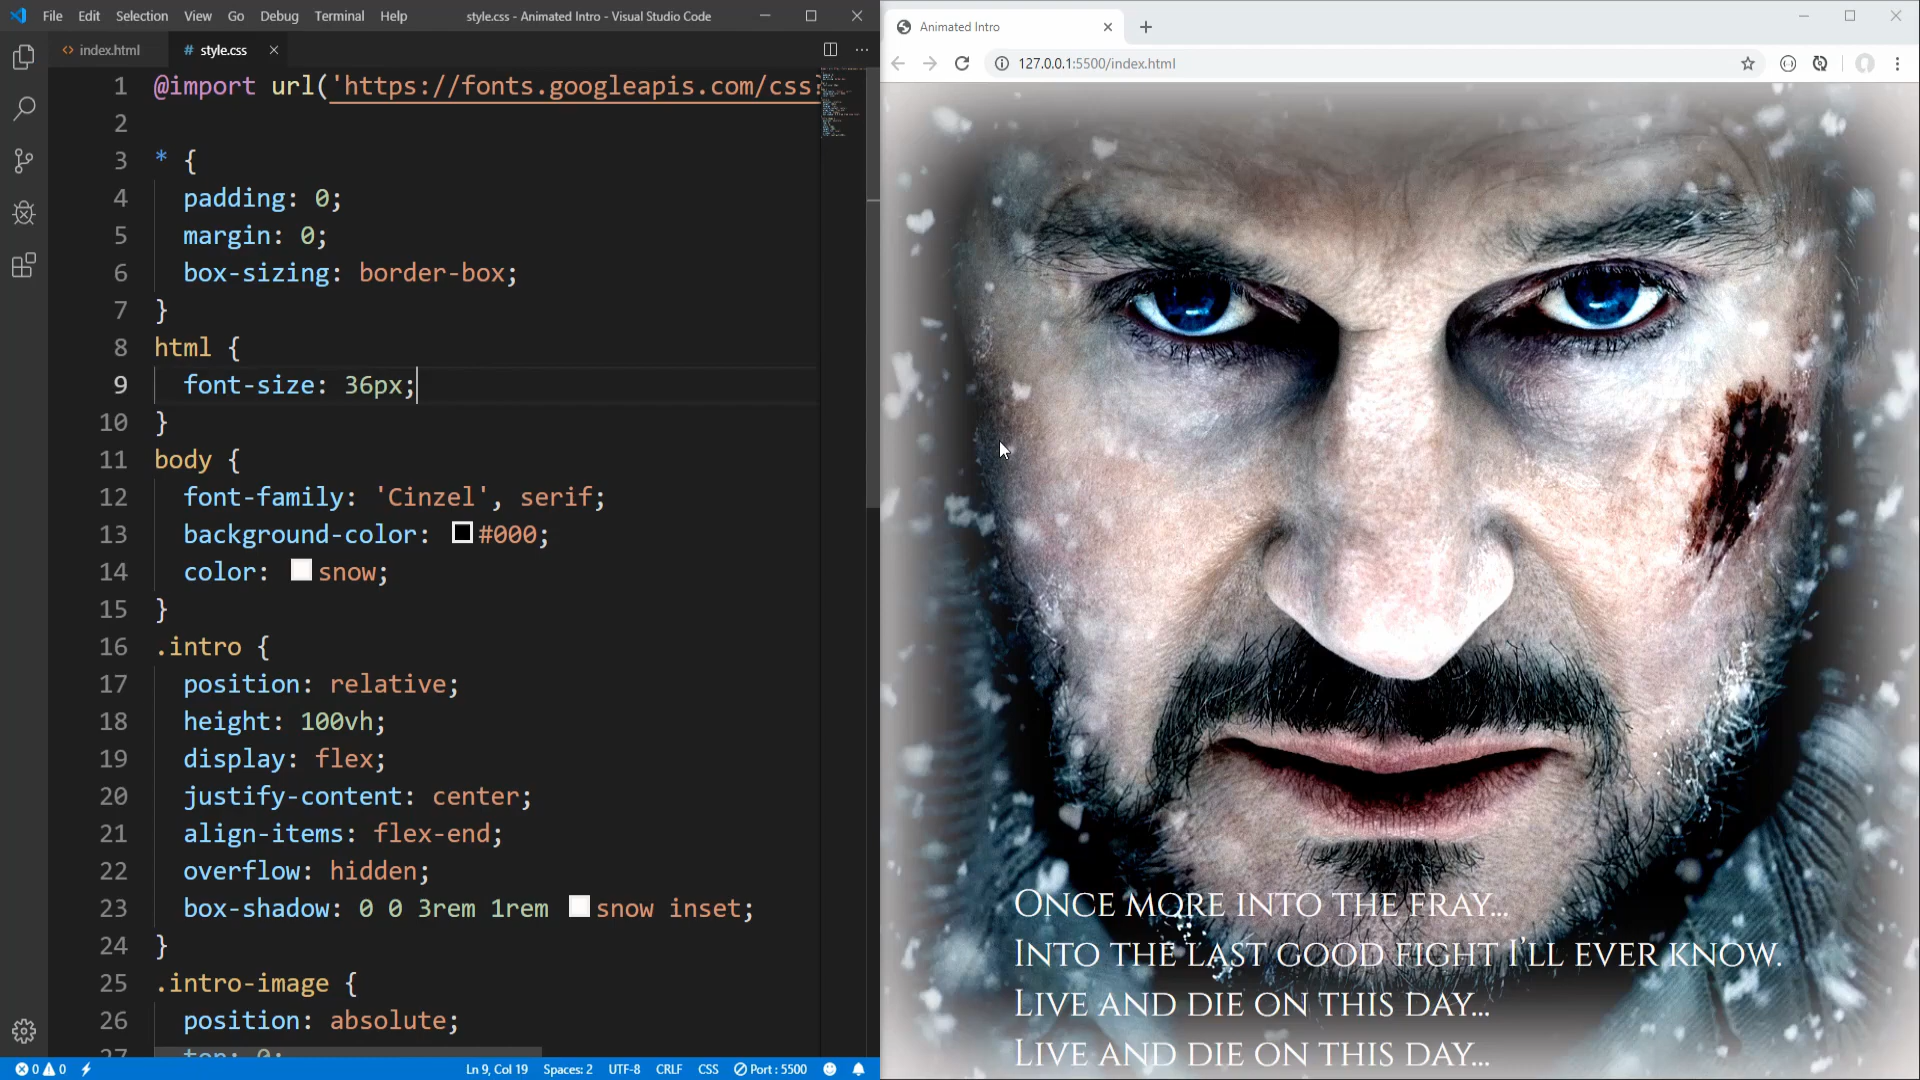 File Edit Selection View Go Debug Terminal Help
style.css - Animated Intro - Visual Studio Code
index.html
# style.css
1 @import url('https://fonts.googleapis.com/css?
2
3 * {
4 padding: 0;
5 margin: 0;
6 box-sizing: border-box;
7 }
8 html {
9 font-size: 36px;
10 }
11 body {
12 font-family: 'Cinzel', serif;
13 background-color: #000;
14 color: snow;
15 }
16 .intro {
17 position: relative;
18 height: 100vh;
19 display: flex;
20 justify-content: center;
21 align-items: flex-end;
22 overflow: hidden;
23 box-shadow: 0 0 3rem 1rem snow inset;
24 }
25 .intro-image {
26 position: absolute;
27 top: 0;
0 0
Ln 9, Col 19 Spaces: 2 UTF-8 CRLF CSS Port : 5500
Animated Intro
127.0.0.1:5500/index.html
Once more into the fray...
Into the last good fight I'll ever know.
Live and die on this day...
Live and die on this day...